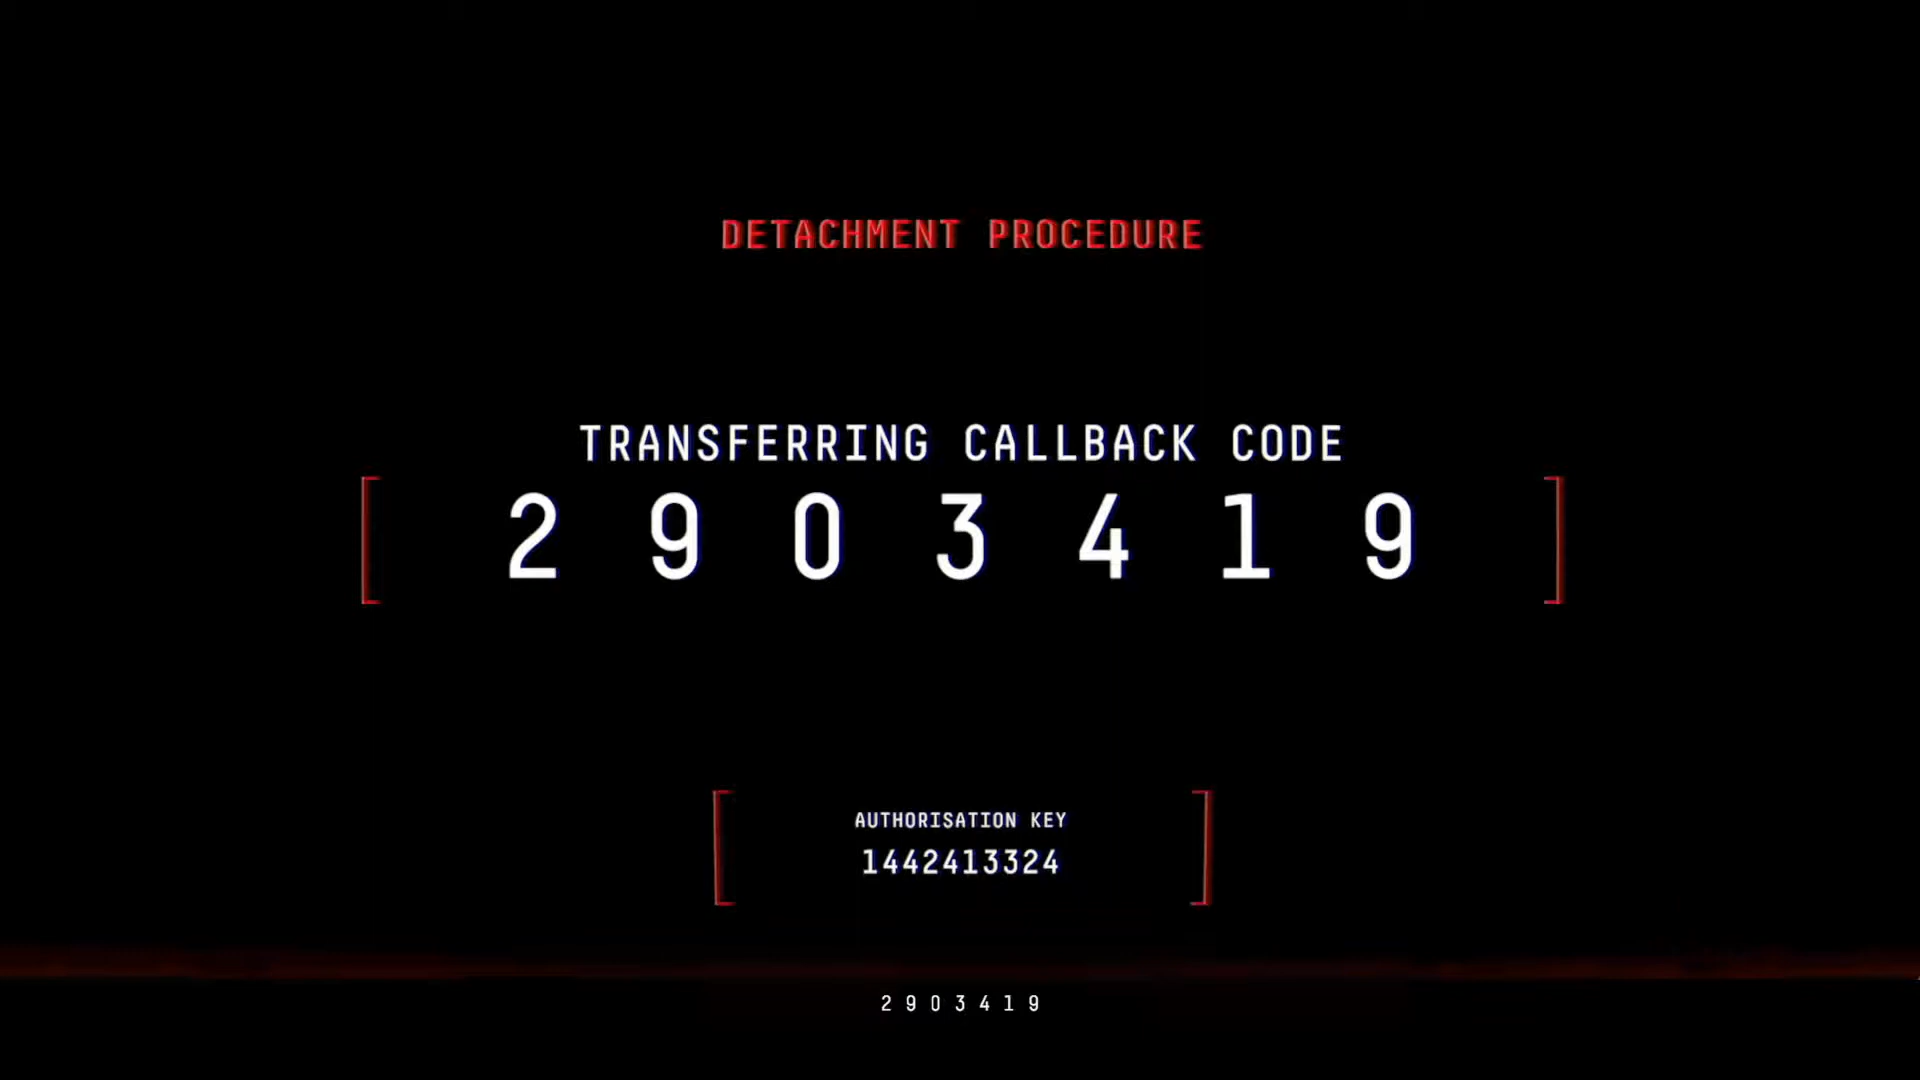 DETACHMENT PROCEDURE
TRANSFERRING CALLBACK CODE
2 9 0 3 4 1 9
AUTHORISATION KEY
1442413324
2 9 0 3 4 1 9